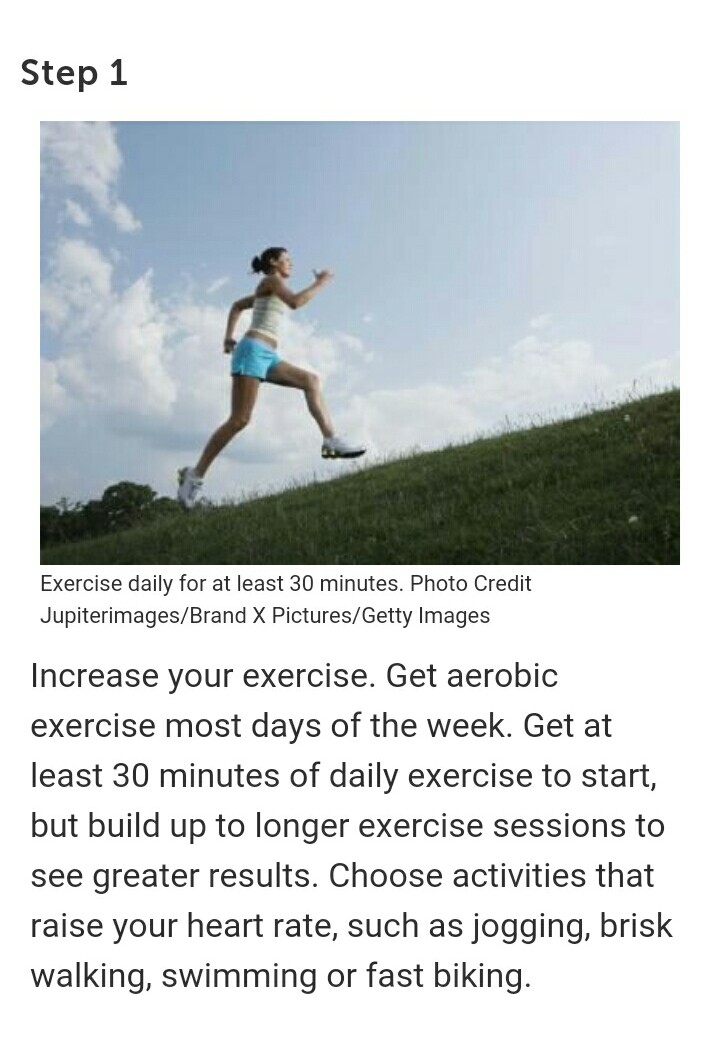 Step 1
Exercise daily for at least 30 minutes. Photo Credit
Jupiterimages/Brand X Pictures/Getty Images
Increase your exercise. Get aerobic
exercise most days of the week. Get at
least 30 minutes of daily exercise to start,
but build up to longer exercise sessions to
see greater results. Choose activities that
raise your heart rate, such as jogging, brisk
walking, swimming or fast biking.